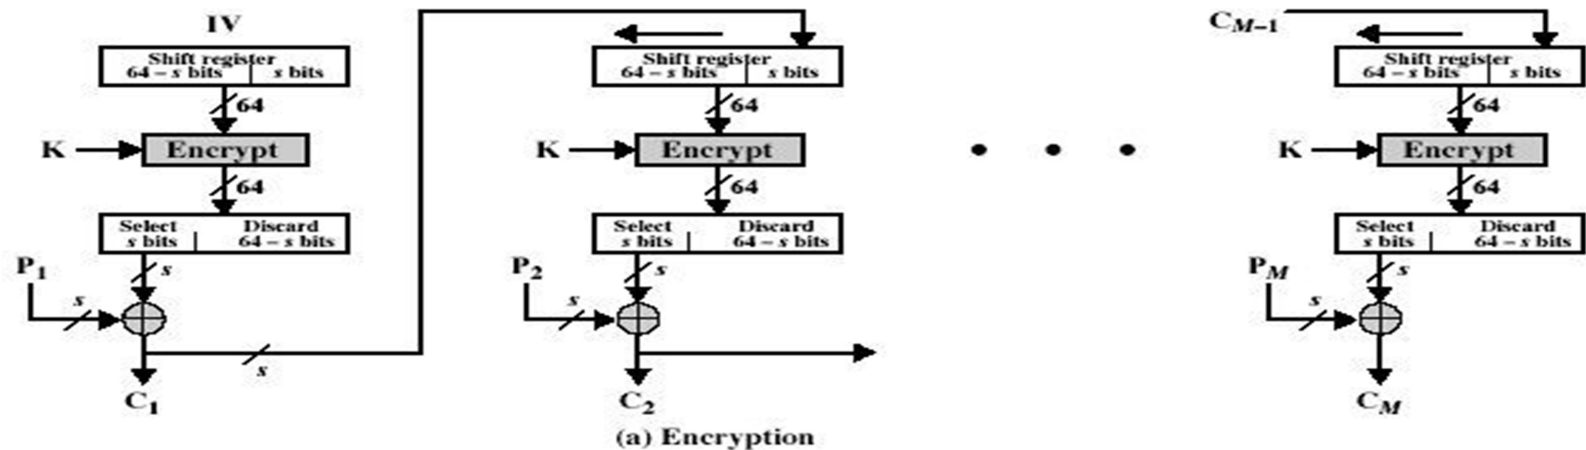 IV
C_{M-1}
Shift register
64 - s bits | s bits
Shift register
64 - s bits | s bits
Shift register
64 - s bits | s bits
64
64
64
K
Encrypt
K
Encrypt
K
Encrypt
64
64
64
Select
Discard
s bits
64 - s bits
Select
Discard
s bits
64 - s bits
Select
Discard
s bits
64 - s bits
P_1
s
s
P_2
s
s
P_M
s
s
s
C_1
C_2
C_M
(a) Encryption